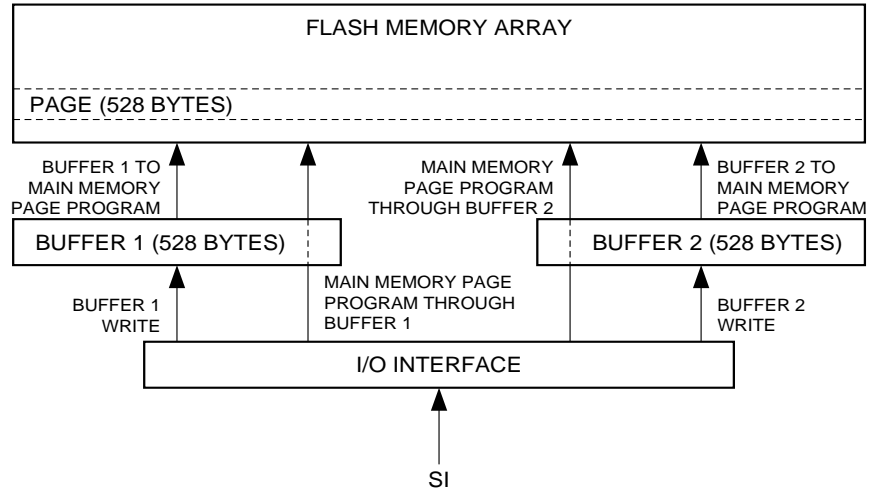 FLASH MEMORY ARRAY
PAGE (528 BYTES)
BUFFER 1 TO
MAIN MEMORY
PAGE PROGRAM
MAIN MEMORY
PAGE PROGRAM
THROUGH BUFFER 2
BUFFER 2 TO
MAIN MEMORY
PAGE PROGRAM
BUFFER 1 (528 BYTES)
BUFFER 2 (528 BYTES)
BUFFER 1
WRITE
MAIN MEMORY PAGE
PROGRAM THROUGH
BUFFER 1
BUFFER 2
WRITE
I/O INTERFACE
SI